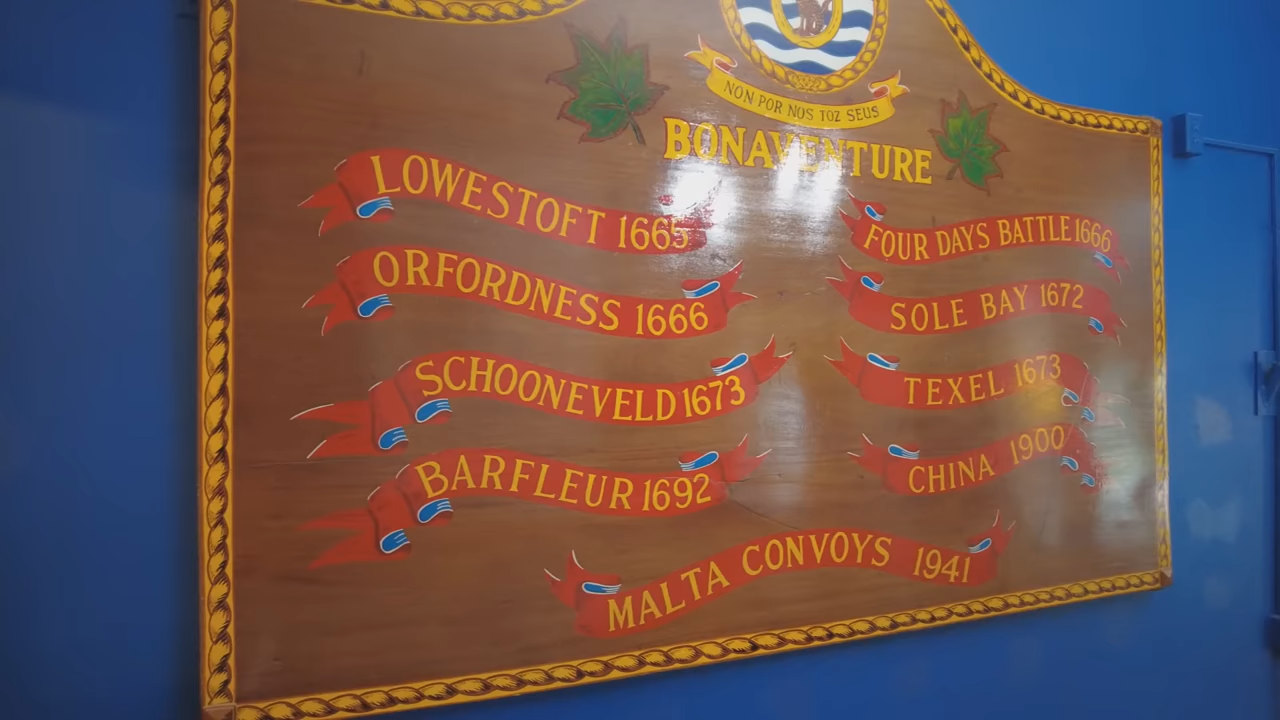 NON POR NOS TOZ SEUS
BONAVENTURE
LOWESTOFT 1665
FOUR DAYS BATTLE 1666
ORFORDNESS 1666
SOLE BAY 1672
SCHOONEVELD 1673
TEXEL 1673
BARFLEUR 1692
CHINA 1900
MALTA CONVOYS 1941